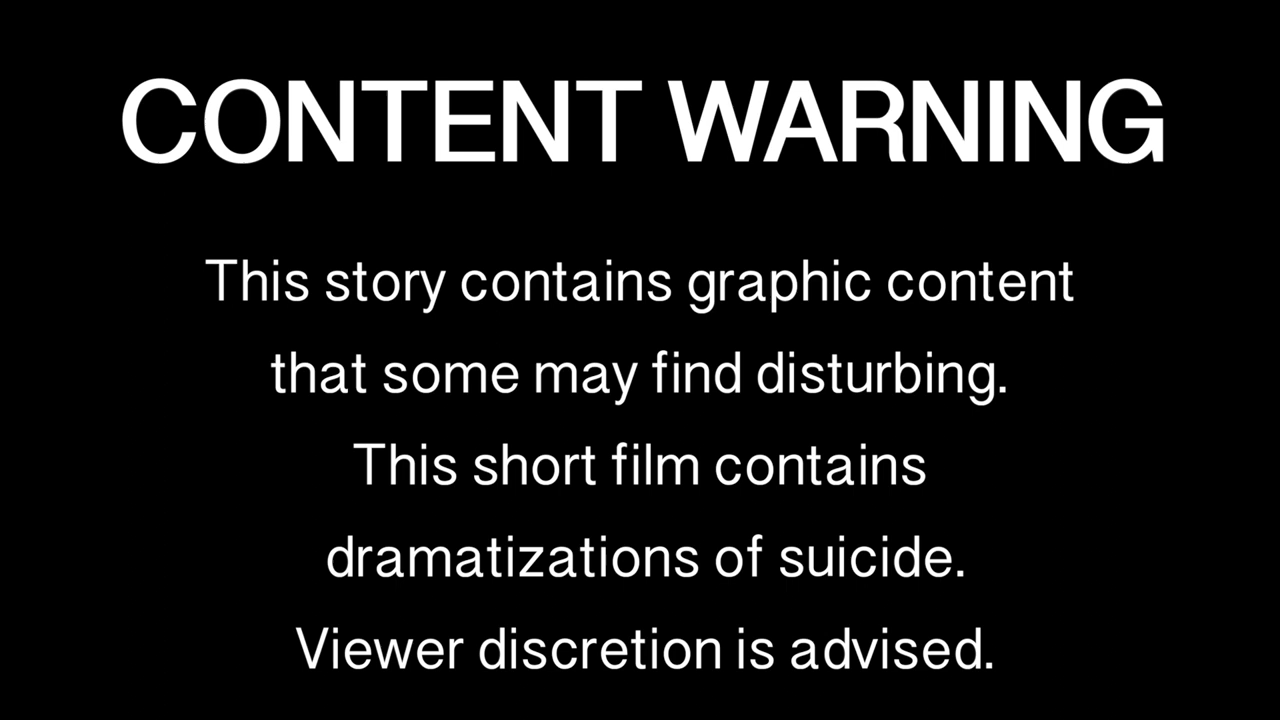 CONTENT WARNING
This story contains graphic content
that some may find disturbing.
This short film contains
dramatizations of suicide.
Viewer discretion is advised.